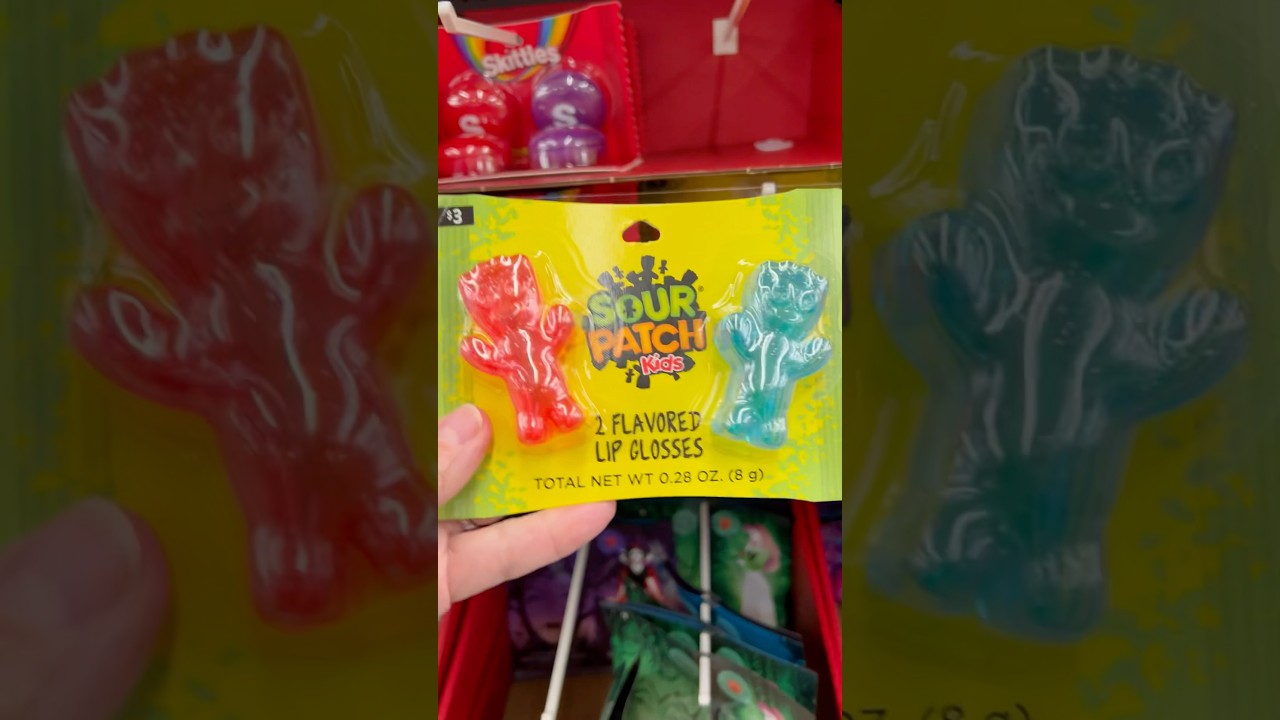 Skittles
S S
$3
SOUR
PATCH
Kids
2 FLAVORED
LIP GLOSSES
TOTAL NET WT 0.28 OZ. (8 g)